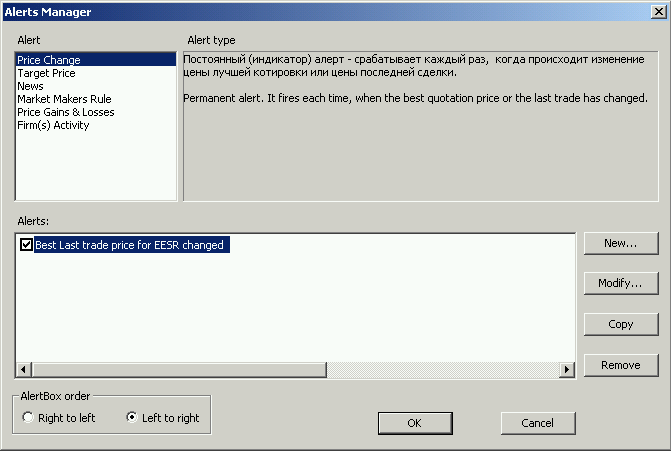 Alerts Manager
Alert
Alert type
Price Change
Target Price
News
Market Makers Rule
Price Gains & Losses
Firm(s) Activity
Постоянный (индикатор) алерт - срабатывает каждый раз, когда происходит изменение
цены лучшей котировки или цены последней сделки.
Permanent alert. It fires each time, when the best quotation price or the last trade has changed.
Alerts:
Best Last trade price for EESR changed
New...
Modify...
Copy
Remove
AlertBox order
Right to left
Left to right
OK
Cancel